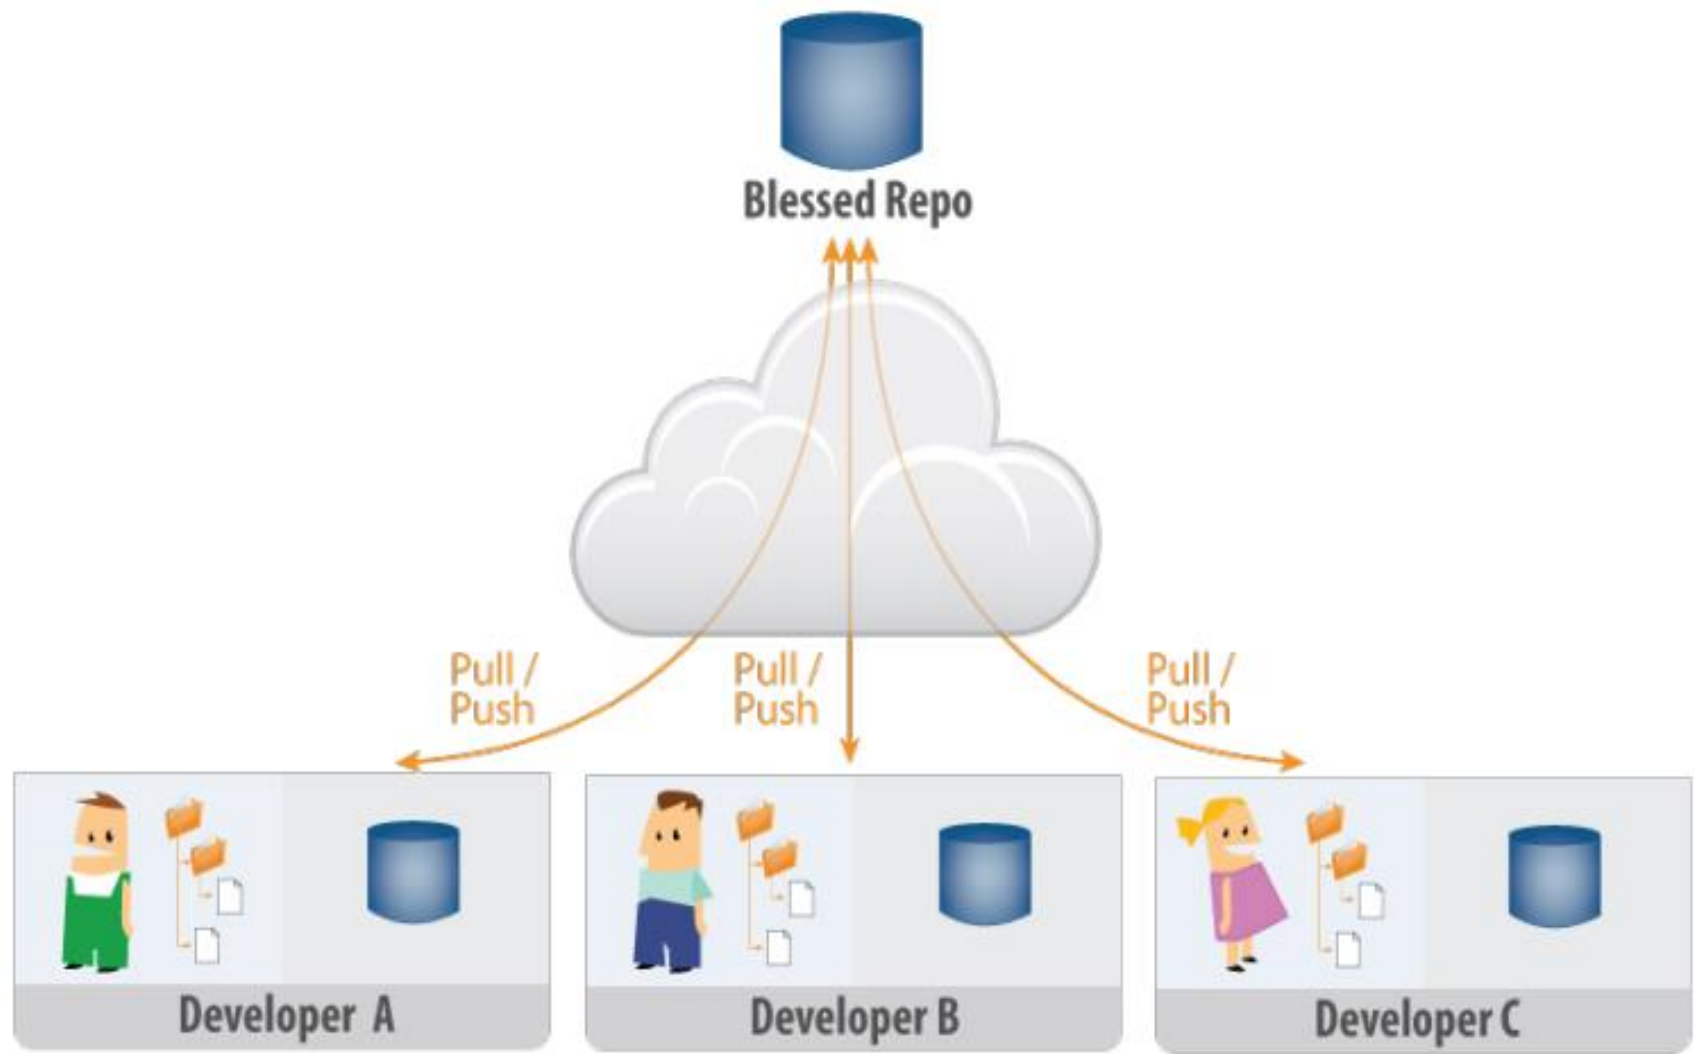 Blessed Repo
Pull /
Push
Pull /
Push
Pull /
Push
Developer A
Developer B
Developer C